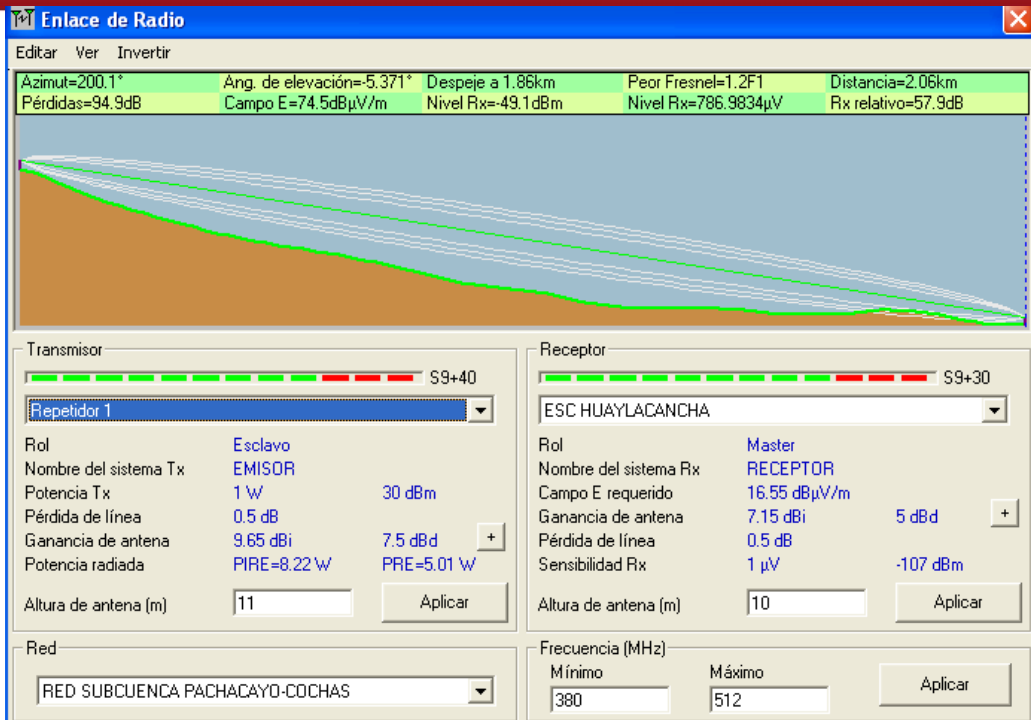 Enlace de Radio
Editar Ver Invertir
Azimut=200.1° Ang. de elevación=-5.371° Despeje a 1.86km Peor Fresnel=1.2F1 Distancia=2.06km
Pérdidas=94.9dB Campo E=74.5dBµV/m Nivel Rx=-49.1dBm Nivel Rx=786.9834µV Rx relativo=57.9dB
Transmisor
S9+40
Repetidor 1
Rol Esclavo
Nombre del sistema Tx EMISOR
Potencia Tx 1 W 30 dBm
Pérdida de línea 0.5 dB
Ganancia de antena 9.65 dBi 7.5 dBd +
Potencia radiada PIRE=8.22 W PRE=5.01 W
Altura de antena (m) 11 Aplicar
Receptor
S9+30
ESC HUAYLACANCHA
Rol Master
Nombre del sistema Rx RECEPTOR
Campo E requerido 16.55 dBµV/m
Ganancia de antena 7.15 dBi 5 dBd +
Pérdida de línea 0.5 dB
Sensibilidad Rx 1 µV -107 dBm
Altura de antena (m) 10 Aplicar
Red
RED SUBCUENCA PACHACAYO-COCHAS
Frecuencia (MHz)
Mínimo Máximo
380 512 Aplicar